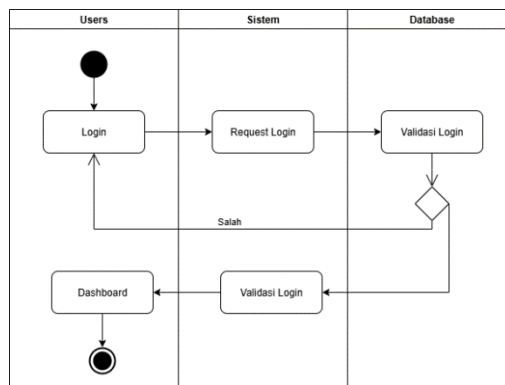 Users
Sistem
Database
Login
Request Login
Validasi Login
Salah
Dashboard
Validasi Login